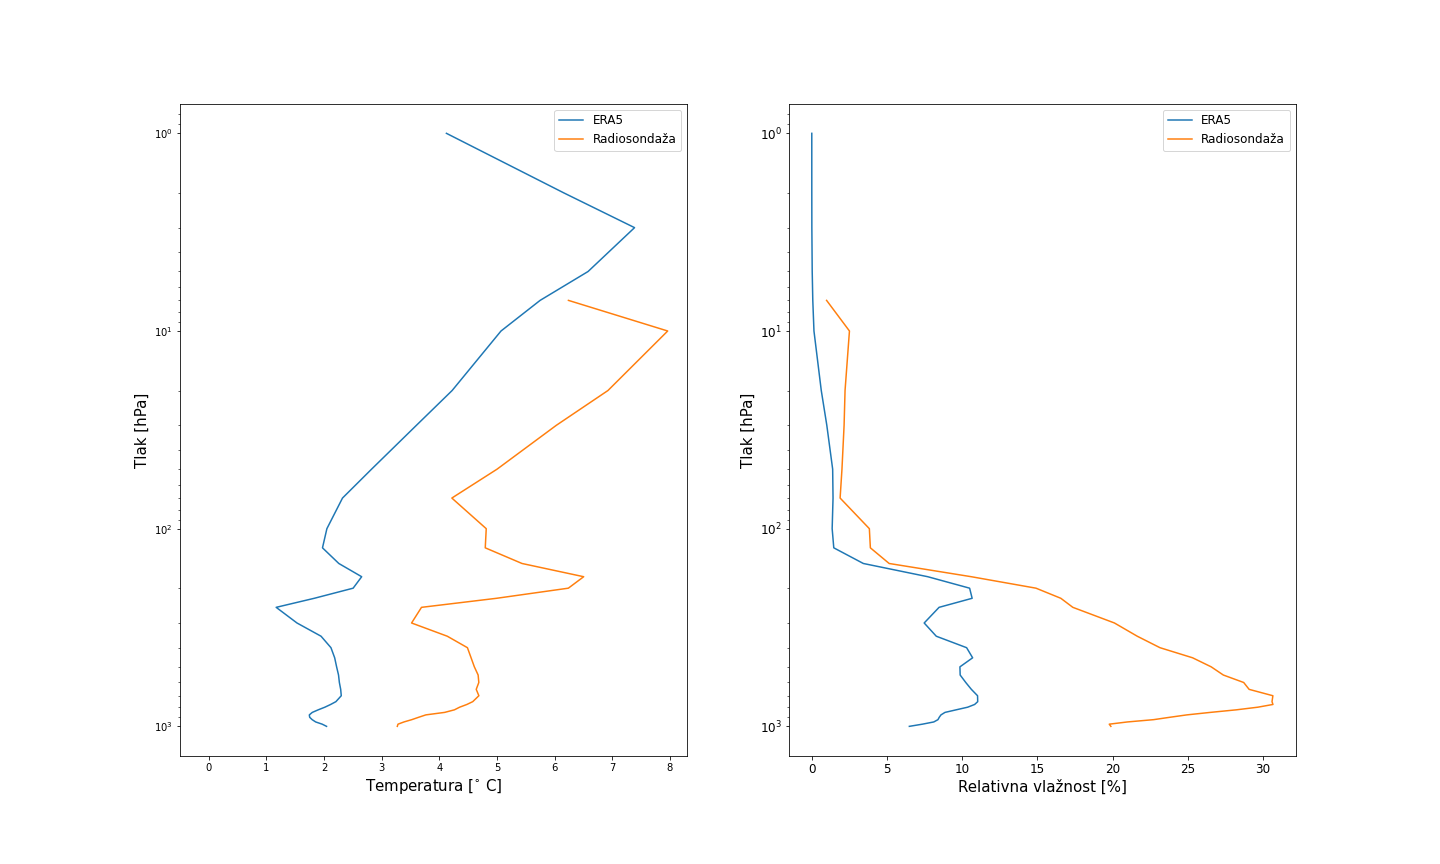 ERA5
Radiosondaža
10⁰
10¹
10²
10³
Tlak [hPa]
0 1 2 3 4 5 6 7 8
Temperatura [° C]
ERA5
Radiosondaža
10⁰
10¹
10²
10³
Tlak [hPa]
0 5 10 15 20 25 30
Relativna vlažnost [%]